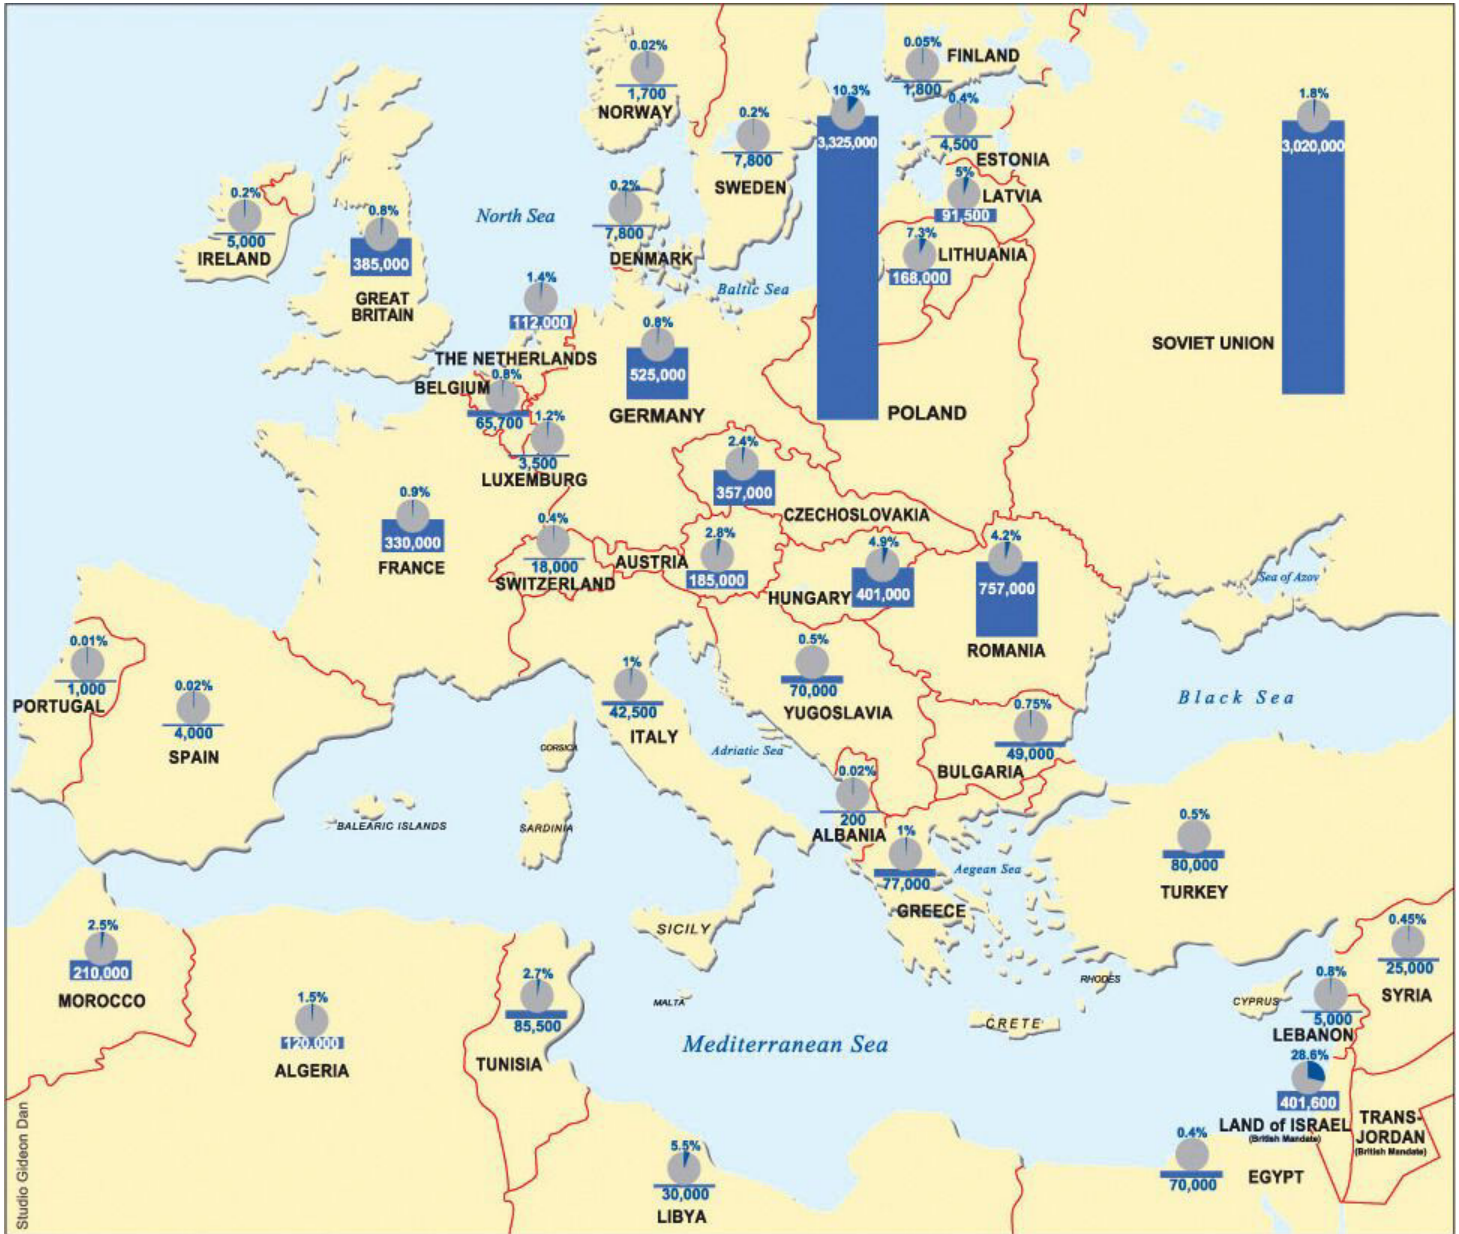 0.02%
1,700
NORWAY
0.05%
FINLAND
1,800
0.2%
7,800
SWEDEN
10.3%
3,325,000
POLAND
0.4%
4,500
ESTONIA
1.8%
3,020,000
SOVIET UNION
5%
LATVIA
91,500
7.3%
LITHUANIA
168,000
0.2%
5,000
IRELAND
0.8%
385,000
GREAT
BRITAIN
North Sea
0.2%
7,800
DENMARK
Baltic Sea
1.4%
112,000
THE NETHERLANDS
0.8%
525,000
GERMANY
BELGIUM
0.8%
65,700
1.2%
3,500
LUXEMBURG
2.4%
357,000
CZECHOSLOVAKIA
0.9%
330,000
FRANCE
0.4%
18,000
SWITZERLAND
AUSTRIA
2.8%
185,000
4.9%
HUNGARY
401,000
4.2%
757,000
ROMANIA
Sea of Azov
0.01%
1,000
PORTUGAL
0.02%
4,000
SPAIN
1%
42,500
ITALY
0.5%
70,000
YUGOSLAVIA
Black Sea
0.75%
49,000
BULGARIA
CORSICA
Adriatic Sea
0.02%
200
ALBANIA
BALEARIC ISLANDS
SARDINIA
1%
77,000
GREECE
Aegean Sea
0.5%
80,000
TURKEY
2.5%
210,000
MOROCCO
1.5%
120,000
ALGERIA
2.7%
85,500
TUNISIA
SICILY
MALTA
CRETE
RHODES
CYPRUS
0.45%
25,000
SYRIA
0.8%
5,000
LEBANON
Mediterranean Sea
28.6%
401,600
LAND of ISRAEL
(British Mandate)
TRANS-
JORDAN
(British Mandate)
5.5%
30,000
LIBYA
0.4%
70,000
EGYPT
Studio Gideon Dan